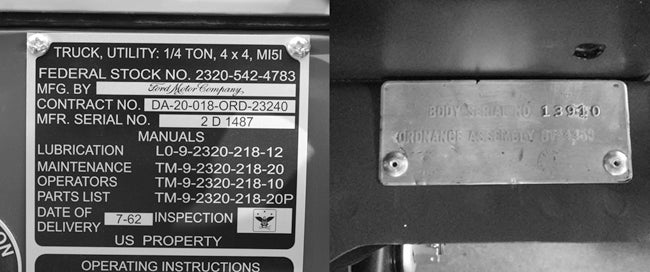 TRUCK, UTILITY: 1/4 TON, 4 x 4, MI5I
FEDERAL STOCK NO. 2320-542-4783
MFG. BY Ford Motor Company.
CONTRACT NO. DA-20-018-ORD-23240
MFR. SERIAL NO. 2 D 1487
MANUALS
LUBRICATION LO-9-2320-218-12
MAINTENANCE TM-9-2320-218-20
OPERATORS TM-9-2320-218-10
PARTS LIST TM-9-2320-218-20P
DATE OF DELIVERY 7-62 INSPECTION
US PROPERTY
OPERATING INSTRUCTIONS
ON
BODY SERIAL NO 13910
ORDNANCE ASSEMBLY